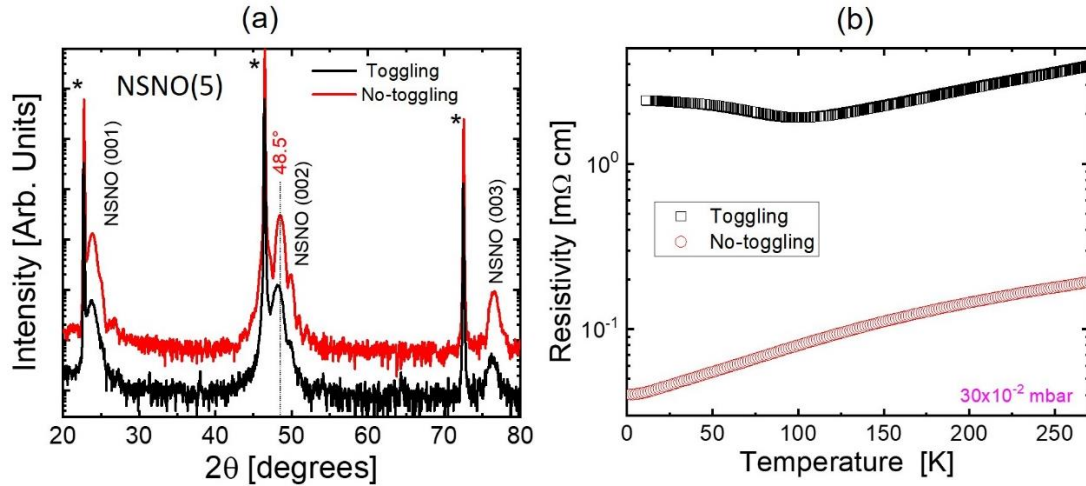 (a)
NSNO(5)
Toggling
No-toggling
*
*
*
48.5°
NSNO (001)
NSNO (002)
NSNO (003)
Intensity [Arb. Units]
20 30 40 50 60 70 80
2θ [degrees]
(b)
10⁰
10⁻¹
Resistivity [mΩ cm]
Toggling
No-toggling
30x10⁻² mbar
0 50 100 150 200 250
Temperature [K]